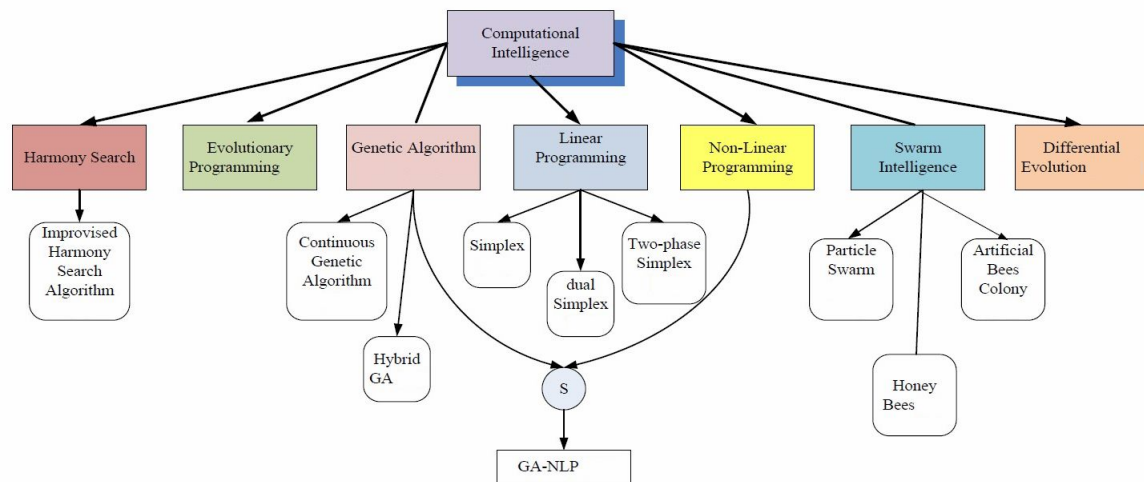 Computational
Intelligence
Harmony Search
Evolutionary
Programming
Genetic Algorithm
Linear
Programming
Non-Linear
Programming
Swarm
Intelligence
Differential
Evolution
Improvised
Harmony
Search
Algorithm
Continuous
Genetic
Algorithm
Hybrid
GA
Simplex
dual
Simplex
Two-phase
Simplex
Particle
Swarm
Honey
Bees
Artificial
Bees
Colony
S
GA-NLP